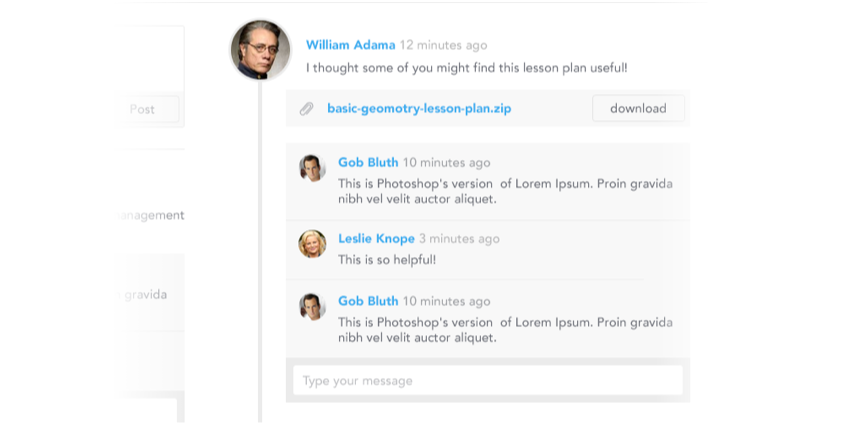 William Adama 12 minutes ago
I thought some of you might find this lesson plan useful!
Post
basic-geomotry-lesson-plan.zip
download
Gob Bluth 10 minutes ago
This is Photoshop's version of Lorem Ipsum. Proin gravida
nibh vel velit auctor aliquet.
anagement
Leslie Knope 3 minutes ago
This is so helpful!
gravida
Gob Bluth 10 minutes ago
This is Photoshop's version of Lorem Ipsum. Proin gravida
nibh vel velit auctor aliquet.
Type your message